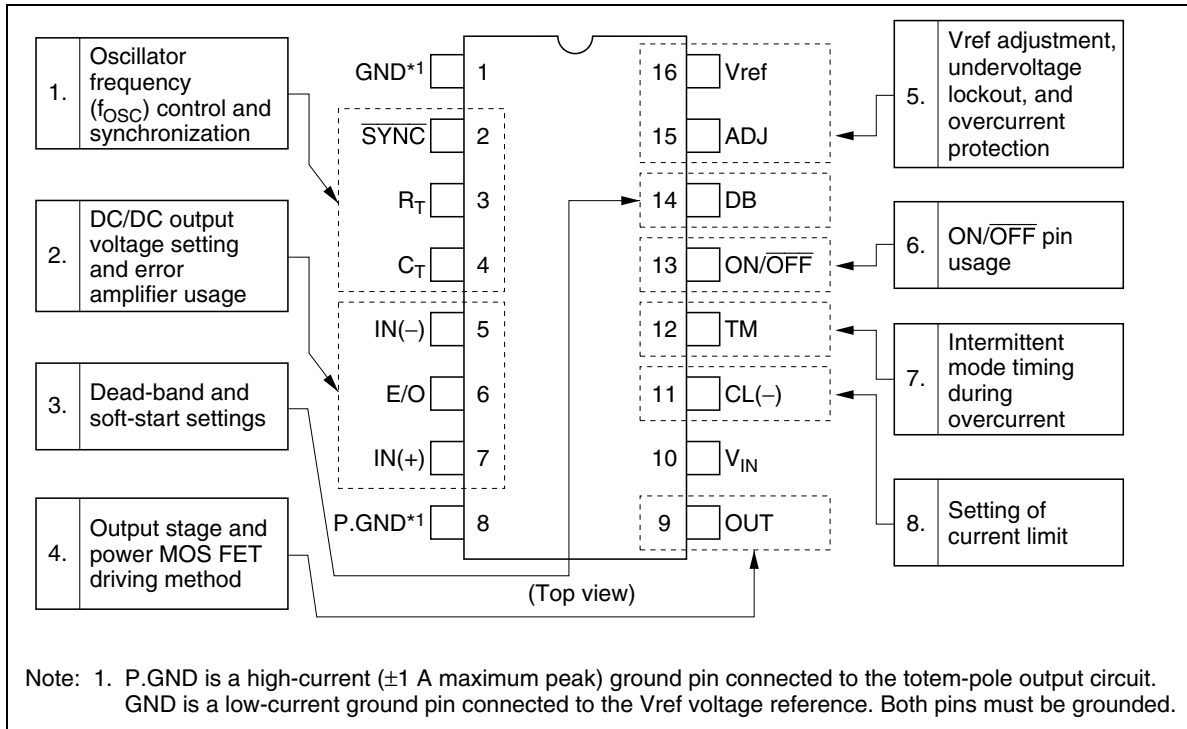 1.
Oscillator
frequency
(fOSC) control and
synchronization
2.
DC/DC output
voltage setting
and error
amplifier usage
3.
Dead-band and
soft-start settings
4.
Output stage and
power MOS FET
driving method
GND*1 1
S̅Y̅N̅C̅ 2
RT 3
CT 4
IN(−) 5
E/O 6
IN(+) 7
P.GND*1 8
16 Vref
15 ADJ
14 DB
13 ON/O̅F̅F̅
12 TM
11 CL(−)
10 VIN
9 OUT
(Top view)
5.
Vref adjustment,
undervoltage
lockout, and
overcurrent
protection
6.
ON/O̅F̅F̅ pin
usage
7.
Intermittent
mode timing
during
overcurrent
8.
Setting of
current limit
Note: 1. P.GND is a high-current (±1 A maximum peak) ground pin connected to the totem-pole output circuit.
GND is a low-current ground pin connected to the Vref voltage reference. Both pins must be grounded.